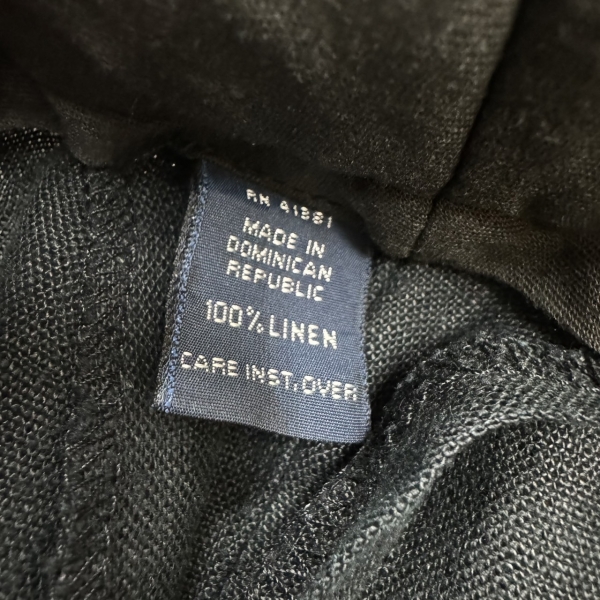 RN 41381
MADE IN
DOMINICAN
REPUBLIC
100% LINEN
CARE INST. OVER